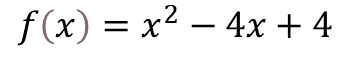 f(x) = x² − 4x + 4